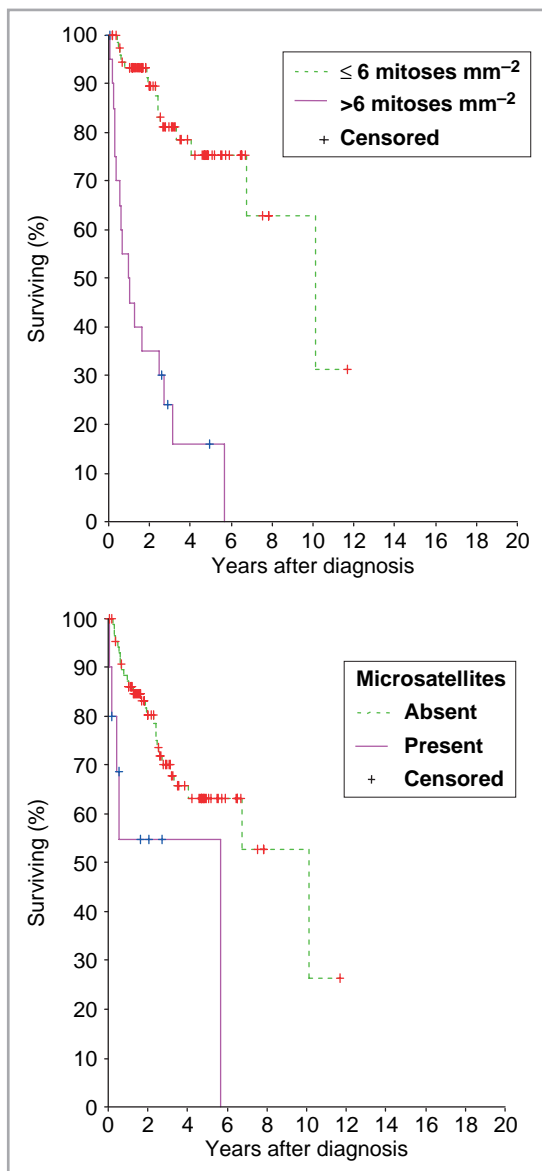 100
90
80
70
60
50
40
30
20
10
0
Surviving (%)
≤ 6 mitoses mm⁻²
>6 mitoses mm⁻²
+ Censored
0 2 4 6 8 10 12 14 16 18 20
Years after diagnosis
100
90
80
70
60
50
40
30
20
10
0
Surviving (%)
Microsatellites
Absent
Present
+ Censored
0 2 4 6 8 10 12 14 16 18 20
Years after diagnosis